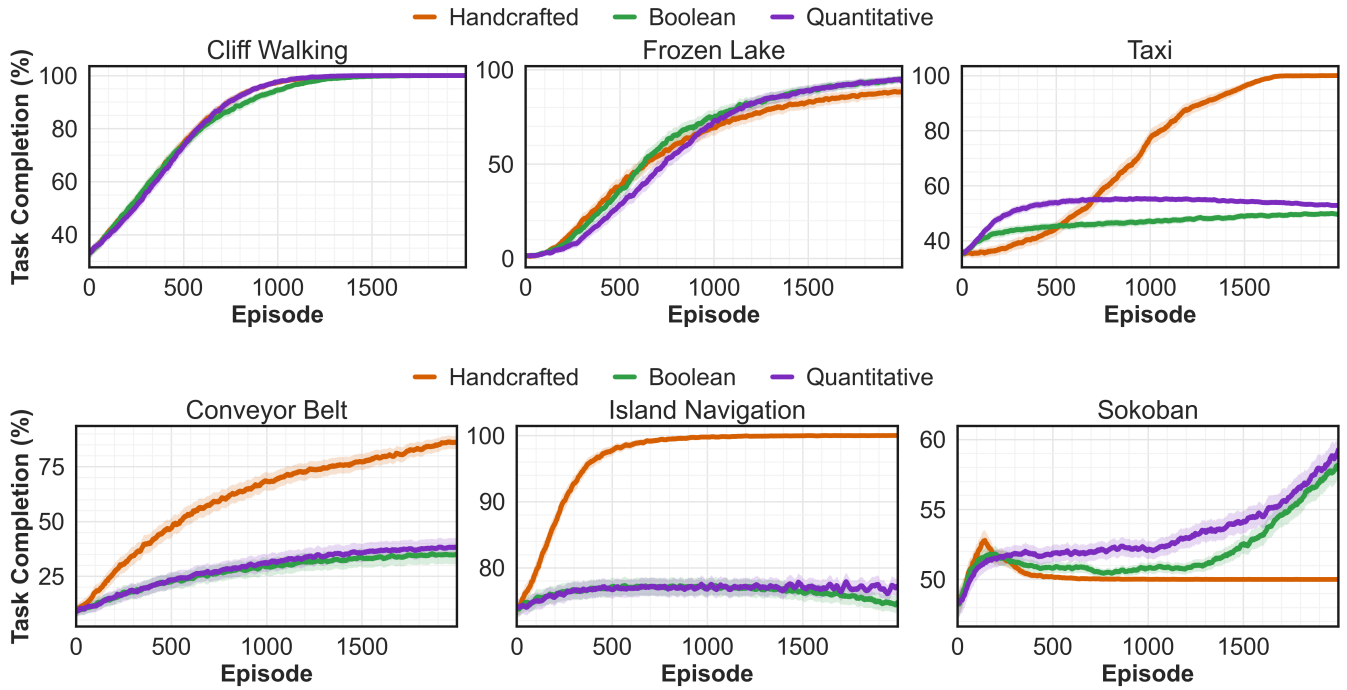 Handcrafted Boolean Quantitative
Cliff Walking Frozen Lake Taxi
Task Completion (%)
100
80
60
40
0 500 1000 1500
Episode
100
50
0
0 500 1000 1500
Episode
100
80
60
40
0 500 1000 1500
Episode
Handcrafted Boolean Quantitative
Conveyor Belt Island Navigation Sokoban
Task Completion (%)
75
50
25
0 500 1000 1500
Episode
100
90
80
0 500 1000 1500
Episode
60
55
50
0 500 1000 1500
Episode